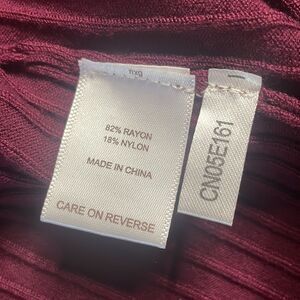 82% RAYON
18% NYLON
MADE IN CHINA
CARE ON REVERSE
CN05E161